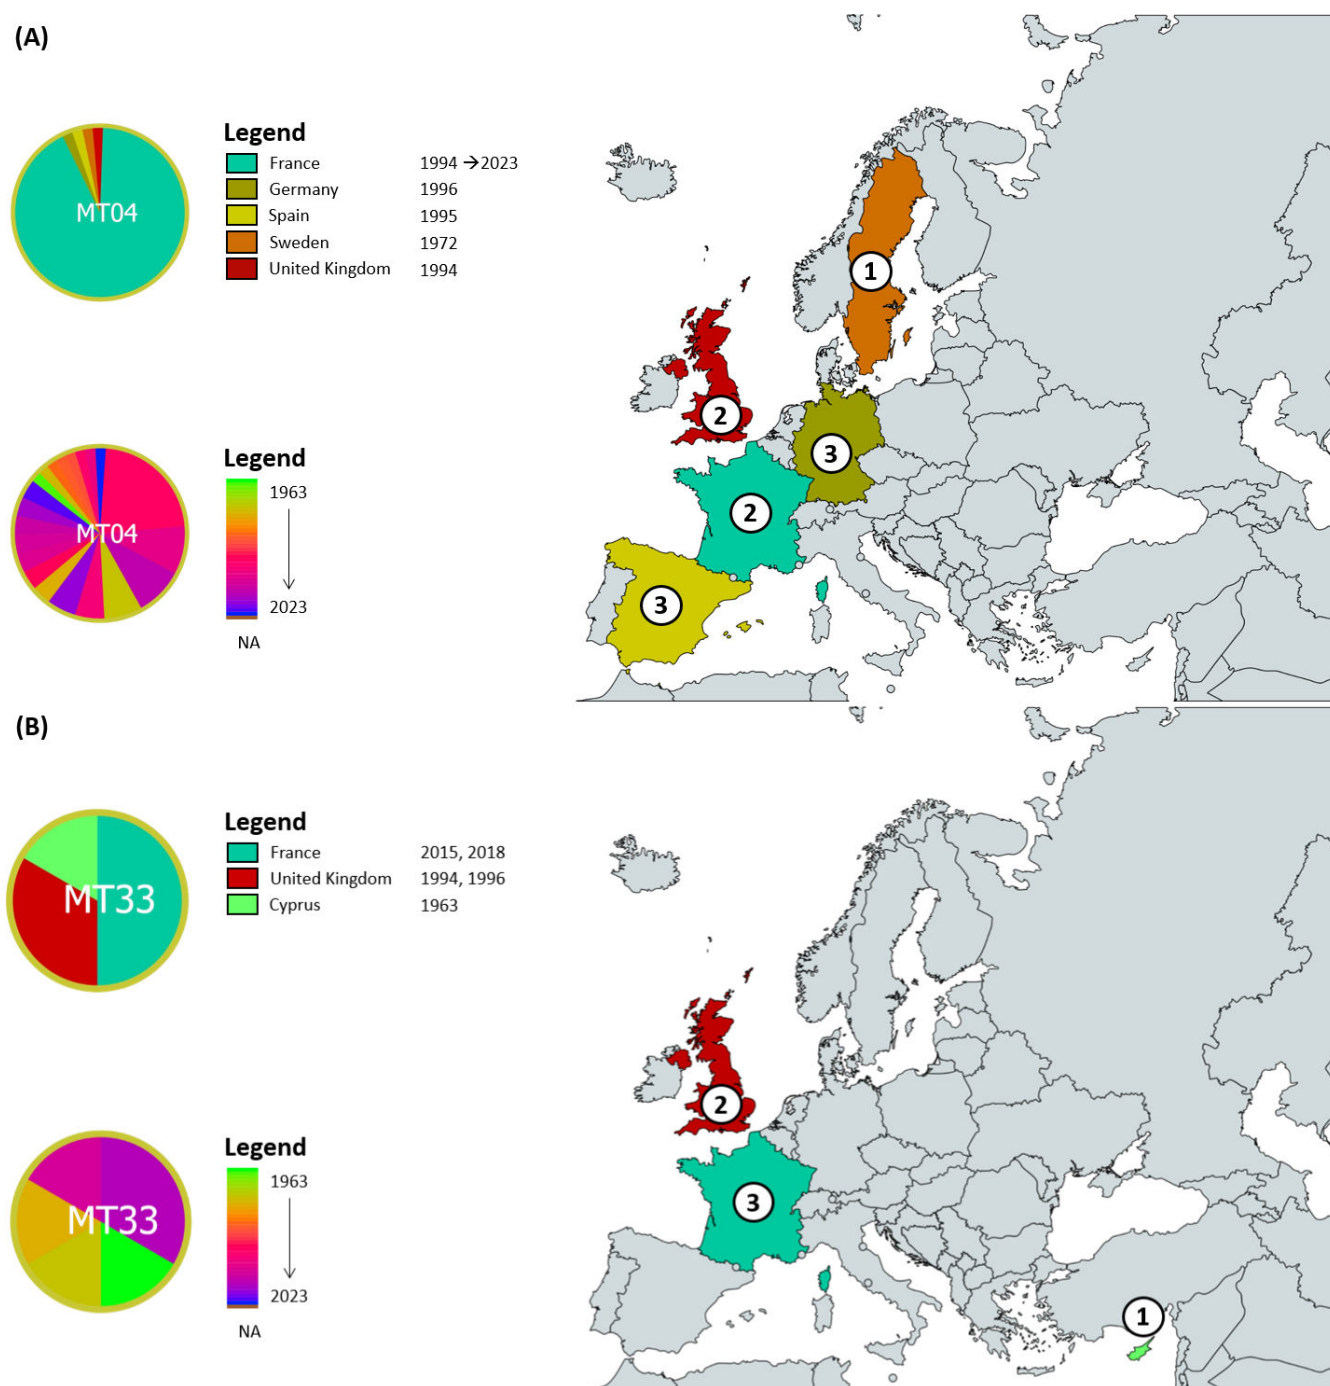 (A)
Legend
France 1994 →2023
Germany 1996
Spain 1995
Sweden 1972
United Kingdom 1994
MT04
Legend
1963
2023
NA
MT04
1
2
3
2
3
(B)
Legend
France 2015, 2018
United Kingdom 1994, 1996
Cyprus 1963
MT33
Legend
1963
2023
NA
MT33
2
3
1